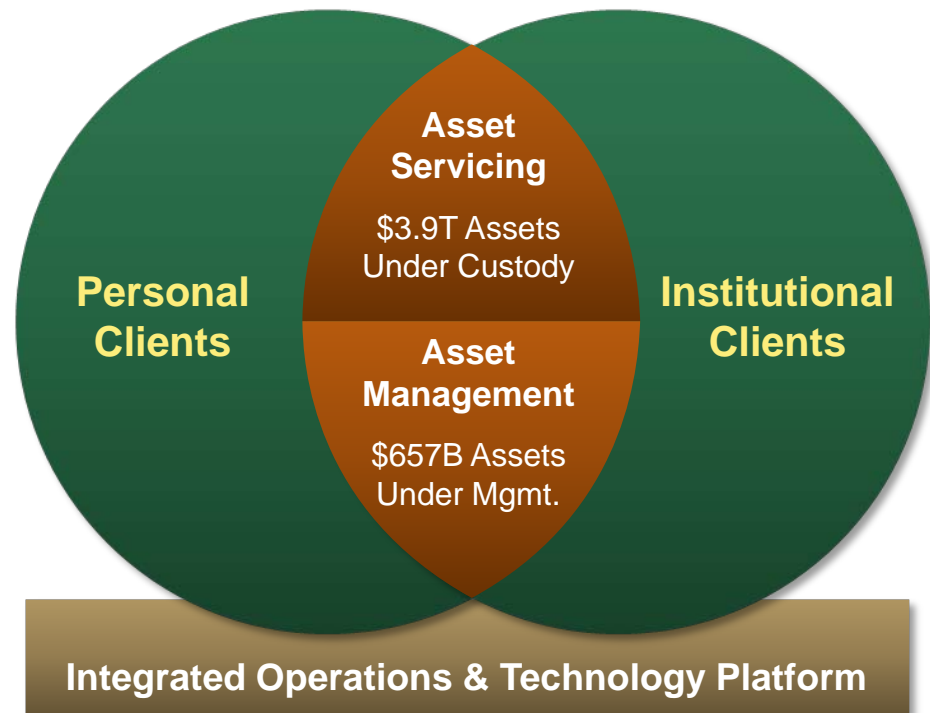 Asset
Servicing
$3.9T Assets
Under Custody
Personal
Clients
Institutional
Clients
Asset
Management
$657B Assets
Under Mgmt.
Integrated Operations & Technology Platform